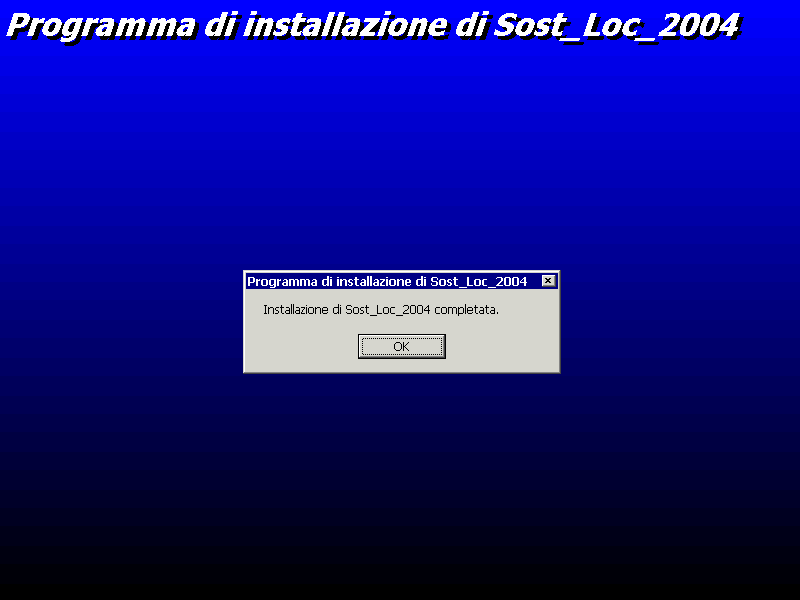 Programma di installazione di Sost_Loc_2004
Programma di installazione di Sost_Loc_2004
Installazione di Sost_Loc_2004 completata.
OK